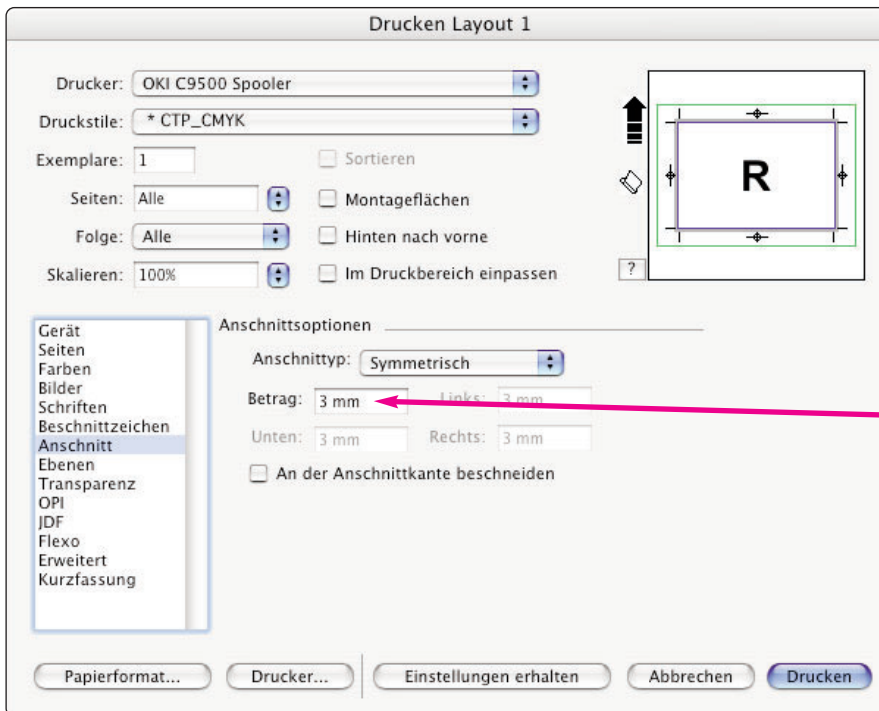 Drucken Layout 1
Drucker: OKI C9500 Spooler
Druckstile: * CTP_CMYK
Exemplare: 1 Sortieren
Seiten: Alle Montageflächen
Folge: Alle Hinten nach vorne
Skalieren: 100% Im Druckbereich einpassen
R
?
Gerät
Seiten
Farben
Bilder
Schriften
Beschnittzeichen
Anschnitt
Ebenen
Transparenz
OPI
JDF
Flexo
Erweitert
Kurzfassung
Anschnittsoptionen
Anschnittyp: Symmetrisch
Betrag: 3 mm Links: 3 mm
Unten: 3 mm Rechts: 3 mm
An der Anschnittkante beschneiden
Papierformat... Drucker... Einstellungen erhalten Abbrechen Drucken